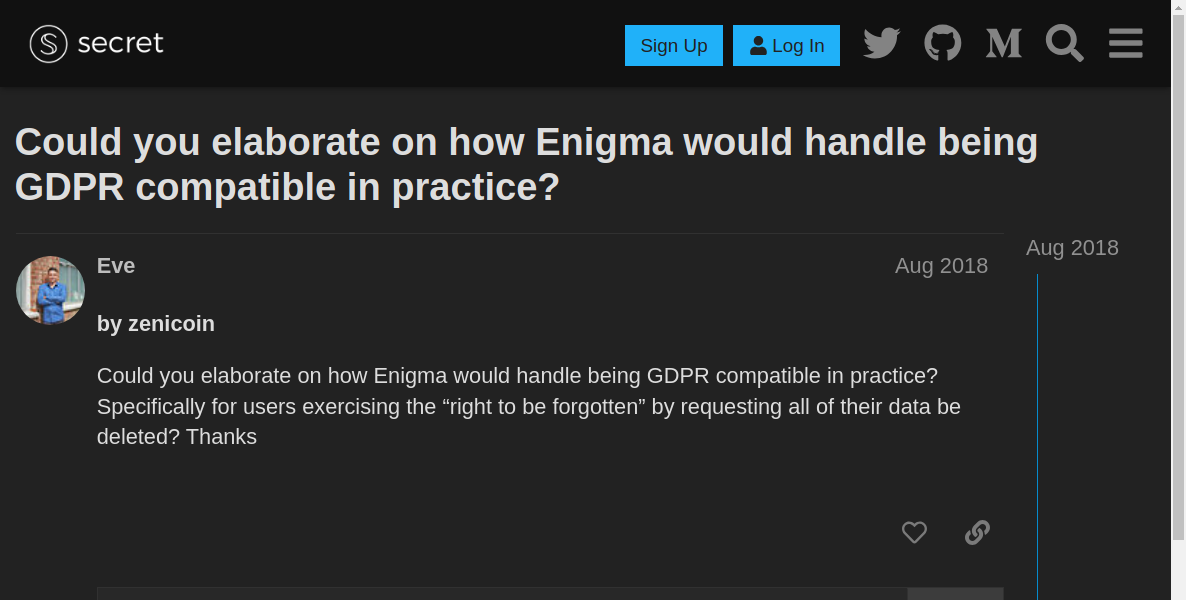 secret
Sign Up
Log In
Could you elaborate on how Enigma would handle being
GDPR compatible in practice?
Aug 2018
Eve
Aug 2018
by zenicoin
Could you elaborate on how Enigma would handle being GDPR compatible in practice?
Specifically for users exercising the “right to be forgotten” by requesting all of their data be
deleted? Thanks